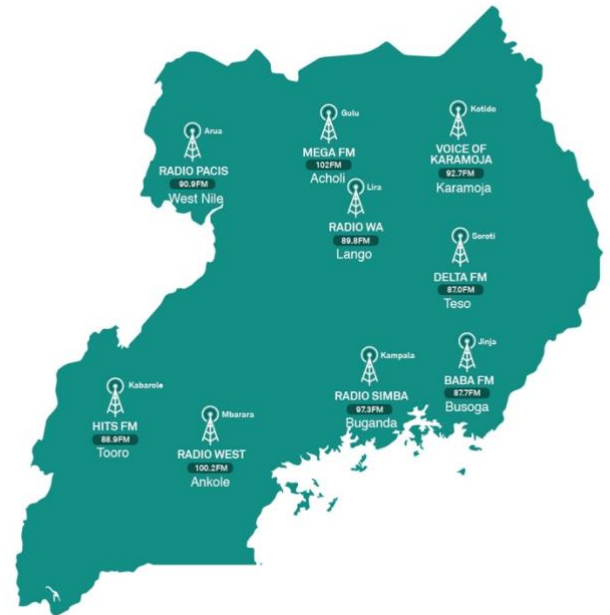 Arua
RADIO PACIS
90.9FM
West Nile
Gulu
MEGA FM
102FM
Acholi
Kotido
VOICE OF
KARAMOJA
92.7FM
Karamoja
Lira
RADIO WA
89.8FM
Lango
Soroti
DELTA FM
87.0FM
Teso
Jinja
BABA FM
87.7FM
Busoga
Kampala
RADIO SIMBA
97.3FM
Buganda
Kabarole
HITS FM
88.9FM
Tooro
Mbarara
RADIO WEST
100.2FM
Ankole